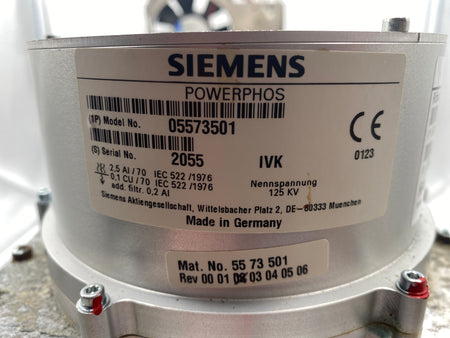 SIEMENS
POWERPHOS
(1P) Model No. 05573501
(S) Serial No. 2055 IVK
0123
2.5 Al / 70 IEC 522 /1976
0,1 CU / 70 IEC 522 /1976
add. filtr. 0,2 Al
Nennspannung
125 KV
Siemens Aktiengesellschaft, Wittelsbacher Platz 2, DE-80333 Muenchen
Made in Germany
Mat. No. 55 73 501
Rev 00 01 03 04 05 06